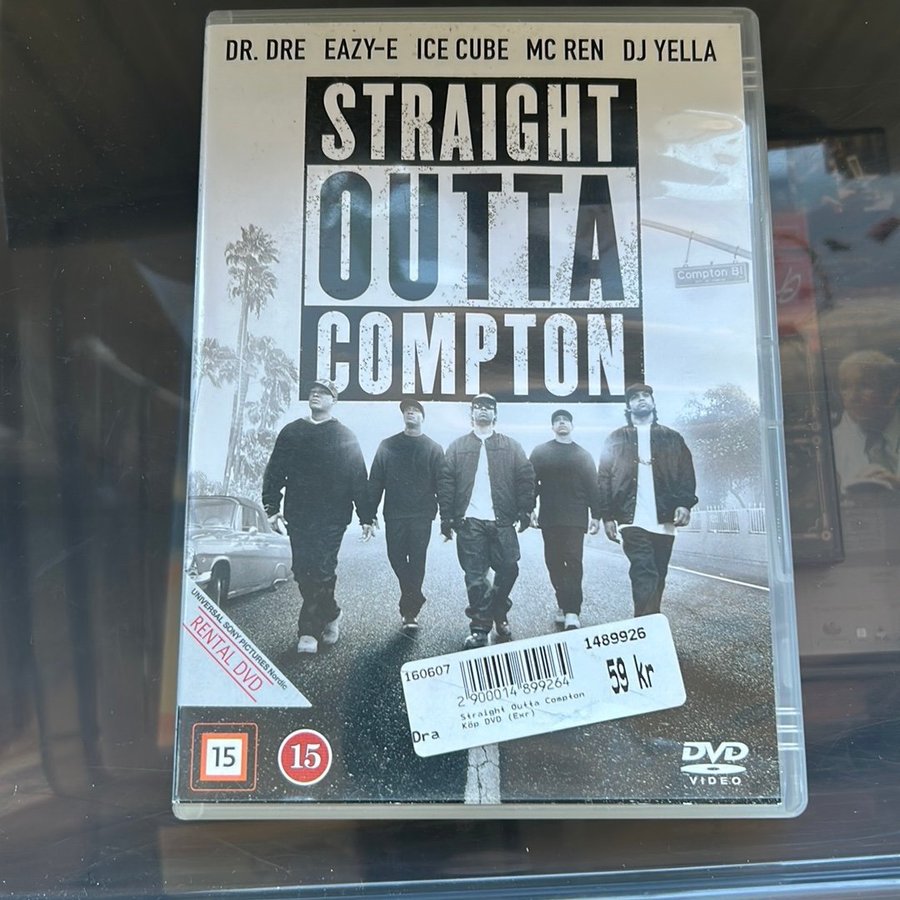 DR. DRE EAZY-E ICE CUBE MC REN DJ YELLA
STRAIGHT
OUTTA
COMPTON
Compton Bl
UNIVERSAL SONY PICTURES Nordic
RENTAL DVD
160607
1489926
2 900014 899264
59 kr
Straight Outta Compton
Köp DVD (Exr)
Dra
15
15
DVD
VIDEO